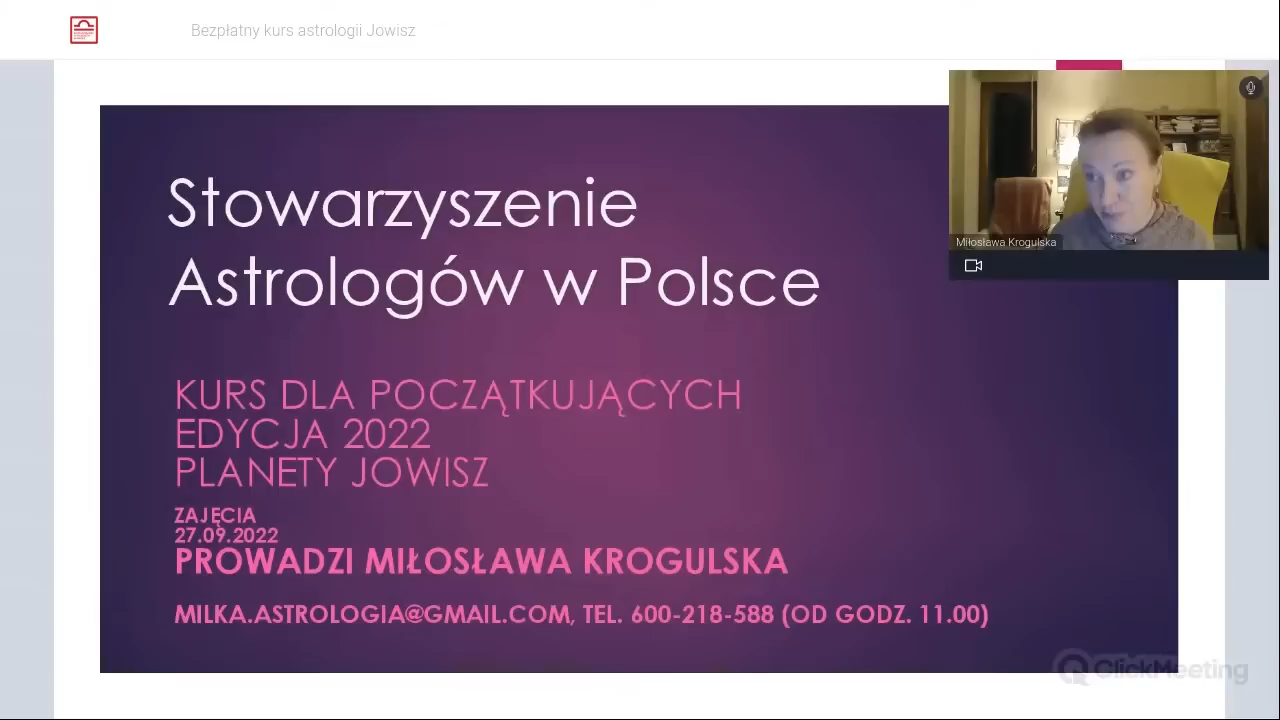 Bezpłatny kurs astrologii Jowisz
Miłosława Krogulska
Stowarzyszenie
Astrologów w Polsce
KURS DLA POCZĄTKUJĄCYCH
EDYCJA 2022
PLANETY JOWISZ
ZAJĘCIA
27.09.2022
PROWADZI MIŁOSŁAWA KROGULSKA
MILKA.ASTROLOGIA@GMAIL.COM, TEL. 600-218-588 (OD GODZ. 11.00)
ClickMeeting